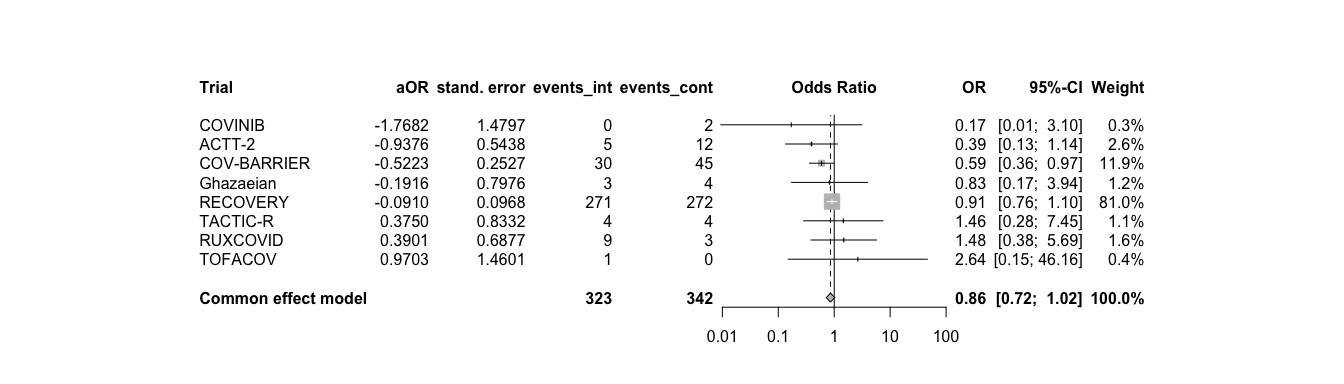 Trial aOR stand. error events_int events_cont Odds Ratio OR 95%-CI Weight
COVINIB -1.7682 1.4797 0 2 0.17 [0.01; 3.10] 0.3%
ACTT-2 -0.9376 0.5438 5 12 0.39 [0.13; 1.14] 2.6%
COV-BARRIER -0.5223 0.2527 30 45 0.59 [0.36; 0.97] 11.9%
Ghazaeian -0.1916 0.7976 3 4 0.83 [0.17; 3.94] 1.2%
RECOVERY -0.0910 0.0968 271 272 0.91 [0.76; 1.10] 81.0%
TACTIC-R 0.3750 0.8332 4 4 1.46 [0.28; 7.45] 1.1%
RUXCOVID 0.3901 0.6877 9 3 1.48 [0.38; 5.69] 1.6%
TOFACOV 0.9703 1.4601 1 0 2.64 [0.15; 46.16] 0.4%
Common effect model 323 342 0.86 [0.72; 1.02] 100.0%
0.01 0.1 1 10 100